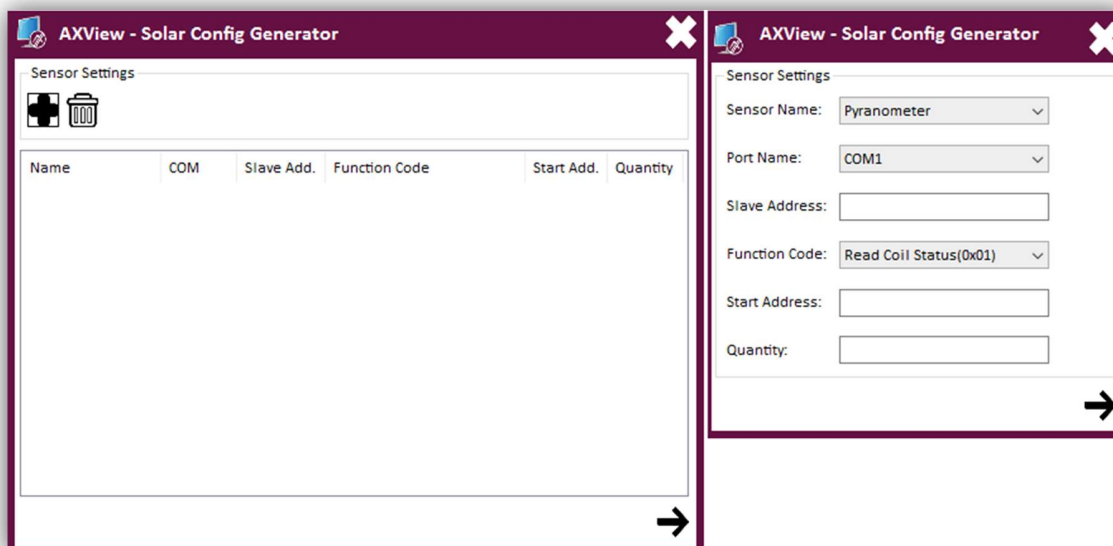 AXView - Solar Config Generator
Sensor Settings
Name COM Slave Add. Function Code Start Add. Quantity
AXView - Solar Config Generator
Sensor Settings
Sensor Name: Pyranometer
Port Name: COM1
Slave Address:
Function Code: Read Coil Status(0x01)
Start Address:
Quantity: